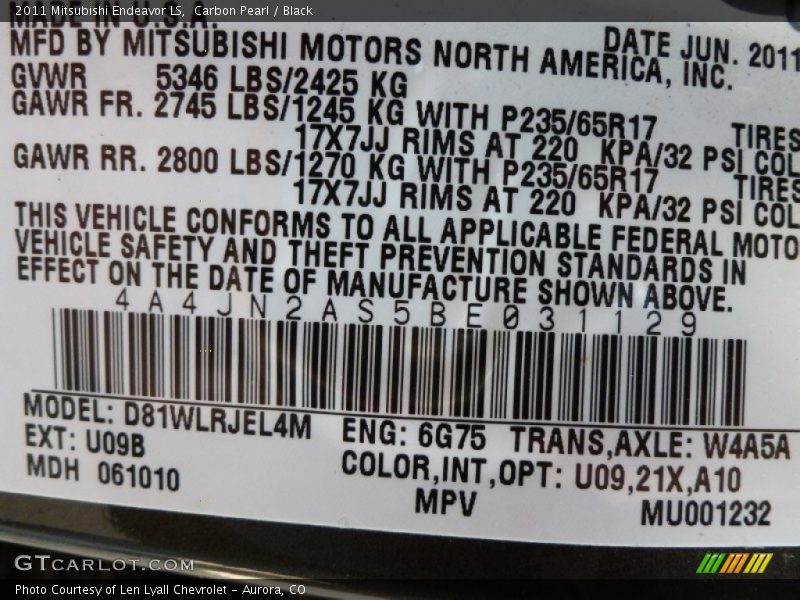 2011 Mitsubishi Endeavor LS, Carbon Pearl / Black
MADE IN U.S.A.
MFD BY MITSUBISHI MOTORS NORTH AMERICA, INC.
DATE JUN. 2011
GVWR 5346 LBS/2425 KG
GAWR FR. 2745 LBS/1245 KG WITH P235/65R17 TIRES
17X7JJ RIMS AT 220 KPA/32 PSI COL
GAWR RR. 2800 LBS/1270 KG WITH P235/65R17 TIRES
17X7JJ RIMS AT 220 KPA/32 PSI COL
THIS VEHICLE CONFORMS TO ALL APPLICABLE FEDERAL MOTO
VEHICLE SAFETY AND THEFT PREVENTION STANDARDS IN
EFFECT ON THE DATE OF MANUFACTURE SHOWN ABOVE.
4A4JN2AS5BE031129
MODEL: D81WLRJEL4M ENG: 6G75 TRANS,AXLE: W4A5A
EXT: U09B COLOR,INT,OPT: U09,21X,A10
MDH 061010 MPV MU001232
GTCARLOT.COM
Photo Courtesy of Len Lyall Chevrolet - Aurora, CO